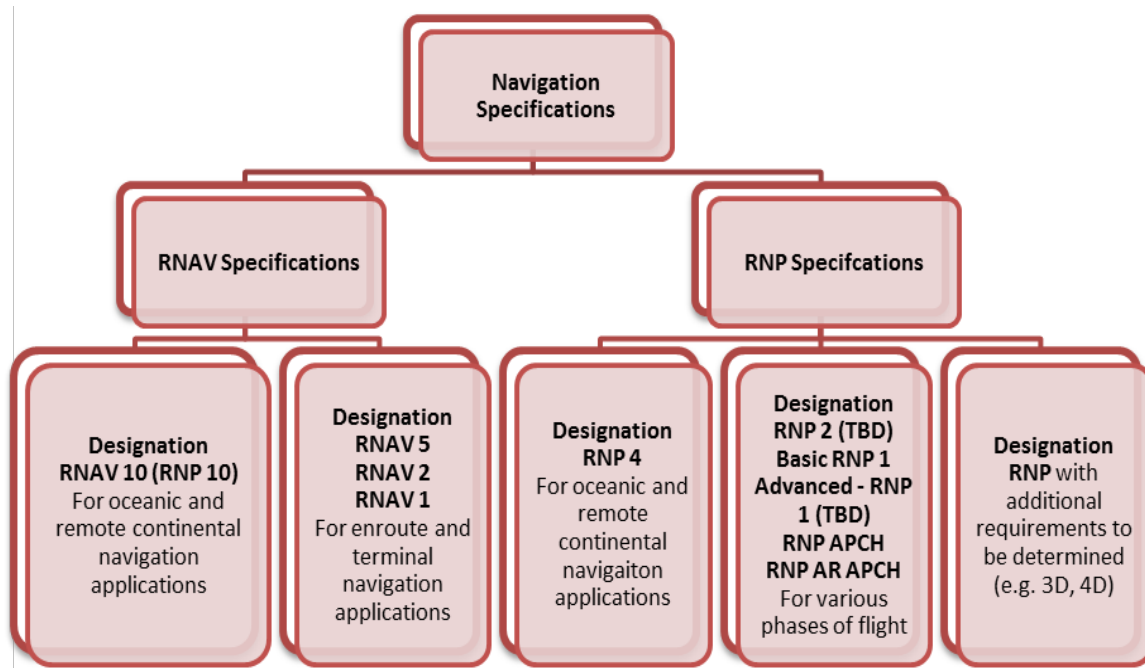 Navigation
Specifications
RNAV Specifications
RNP Specifcations
Designation
RNAV 10 (RNP 10)
For oceanic and
remote continental
navigation
applications
Designation
RNAV 5
RNAV 2
RNAV 1
For enroute and
terminal
navigation
applications
Designation
RNP 4
For oceanic and
remote
continental
navigaiton
applications
Designation
RNP 2 (TBD)
Basic RNP 1
Advanced - RNP
1 (TBD)
RNP APCH
RNP AR APCH
For various
phases of flight
Designation
RNP with
additional
requirements to
be determined
(e.g. 3D, 4D)